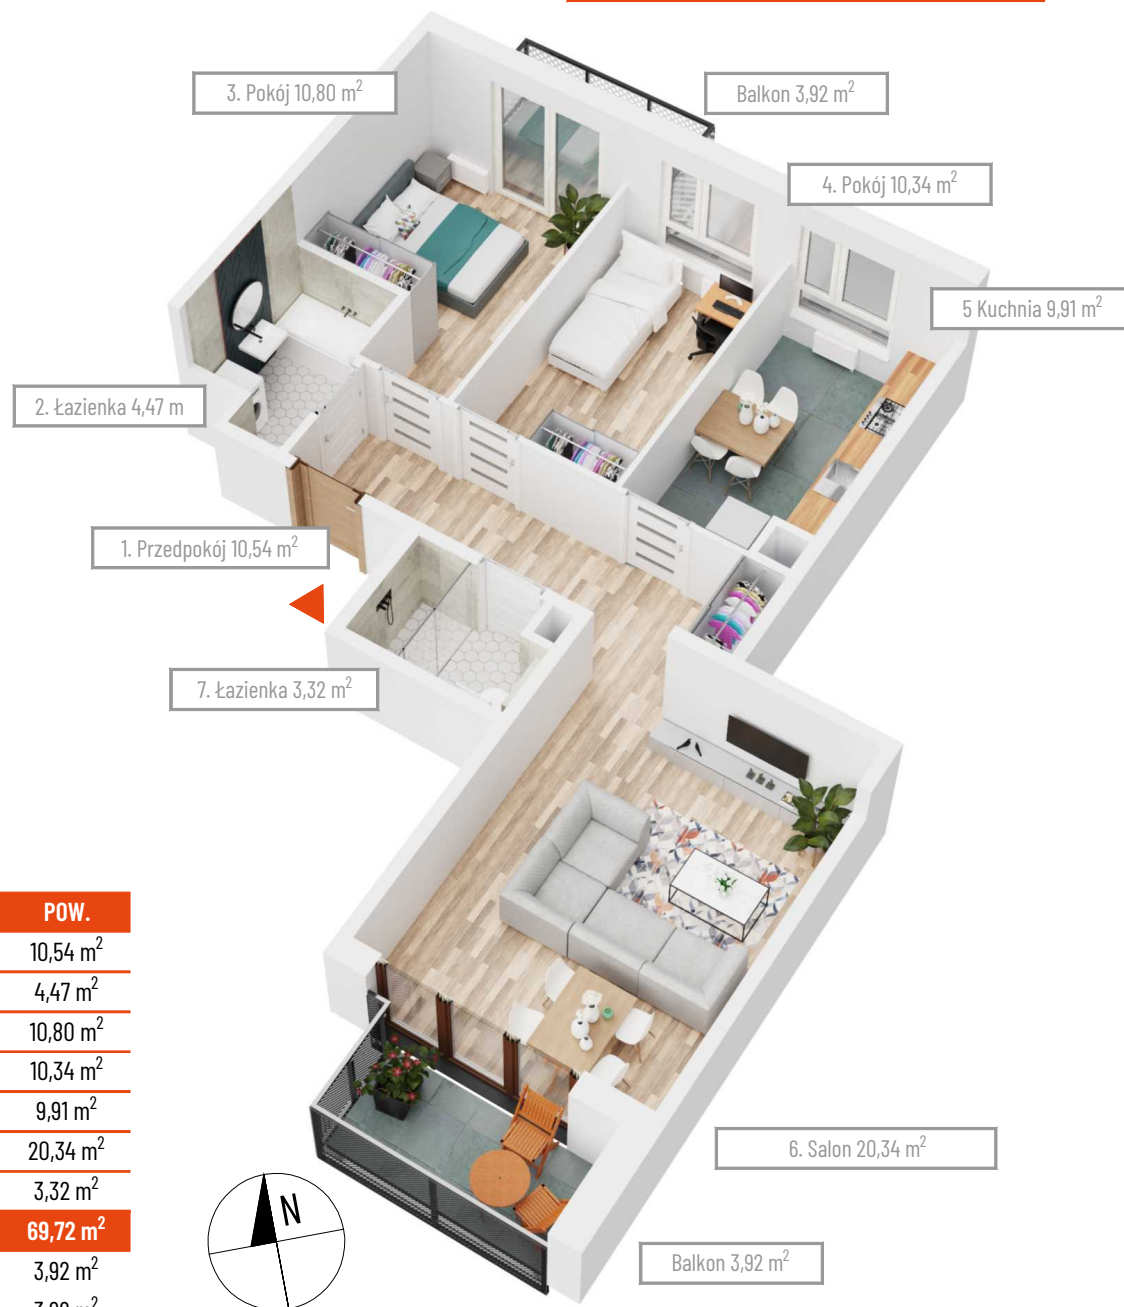 3. Pokój 10,80 m²
Balkon 3,92 m²
4. Pokój 10,34 m²
5 Kuchnia 9,91 m²
2. Łazienka 4,47 m
1. Przedpokój 10,54 m²
7. Łazienka 3,32 m²
POW.
10,54 m²
4,47 m²
10,80 m²
10,34 m²
9,91 m²
20,34 m²
3,32 m²
69,72 m²
3,92 m²
6. Salon 20,34 m²
N
Balkon 3,92 m²